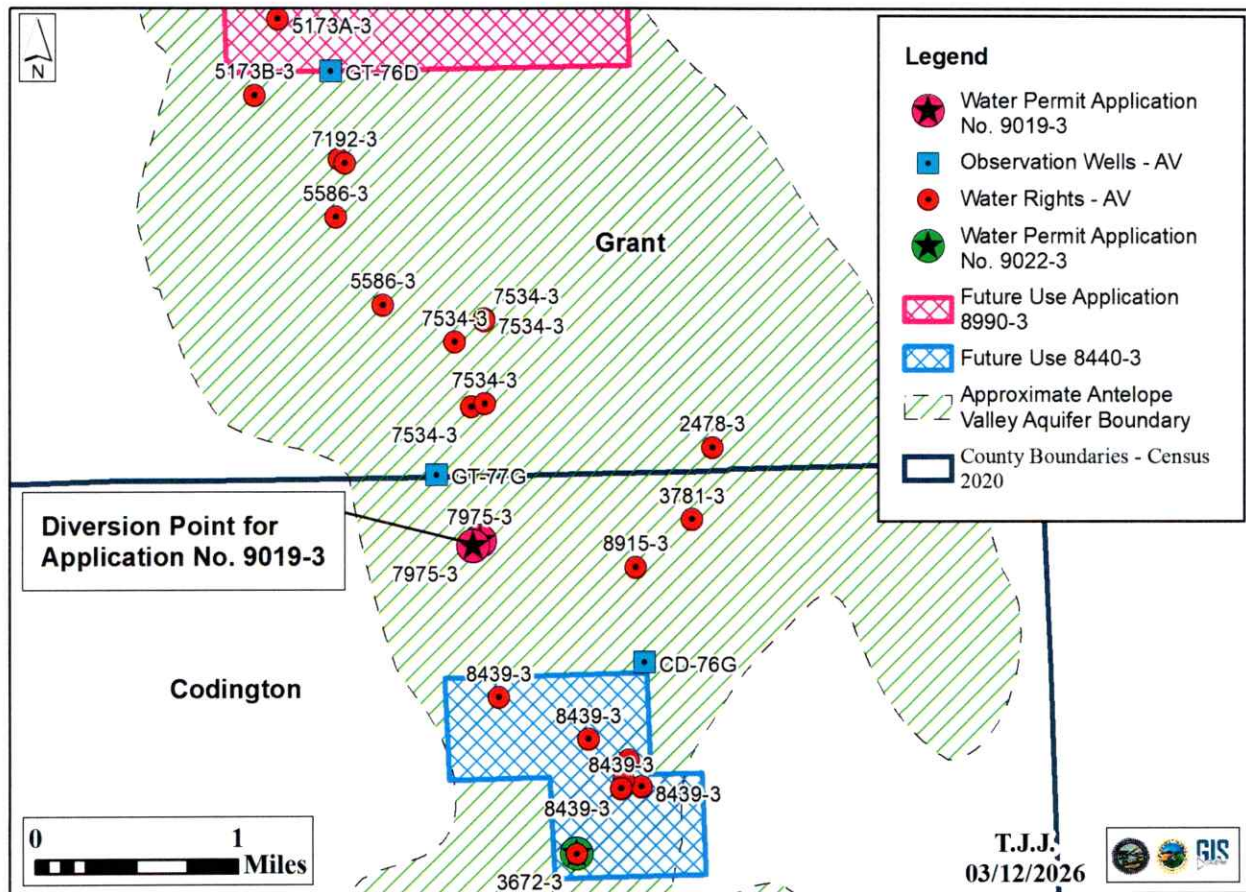 N
5173A-3
5173B-3
GT-76D
7192-3
5586-3
Grant
5586-3
7534-3
7534-3
7534-3
7534-3
7534-3
2478-3
GT-77G
3781-3
7975-3
8915-3
7975-3
Diversion Point for
Application No. 9019-3
CD-76G
Codington
8439-3
8439-3
8439-3
8439-3
8439-3
3672-3
0 1
Miles
Legend
Water Permit Application
No. 9019-3
Observation Wells - AV
Water Rights - AV
Water Permit Application
No. 9022-3
Future Use Application
8990-3
Future Use 8440-3
Approximate Antelope
Valley Aquifer Boundary
County Boundaries - Census
2020
T.J.J.
03/12/2026
GIS